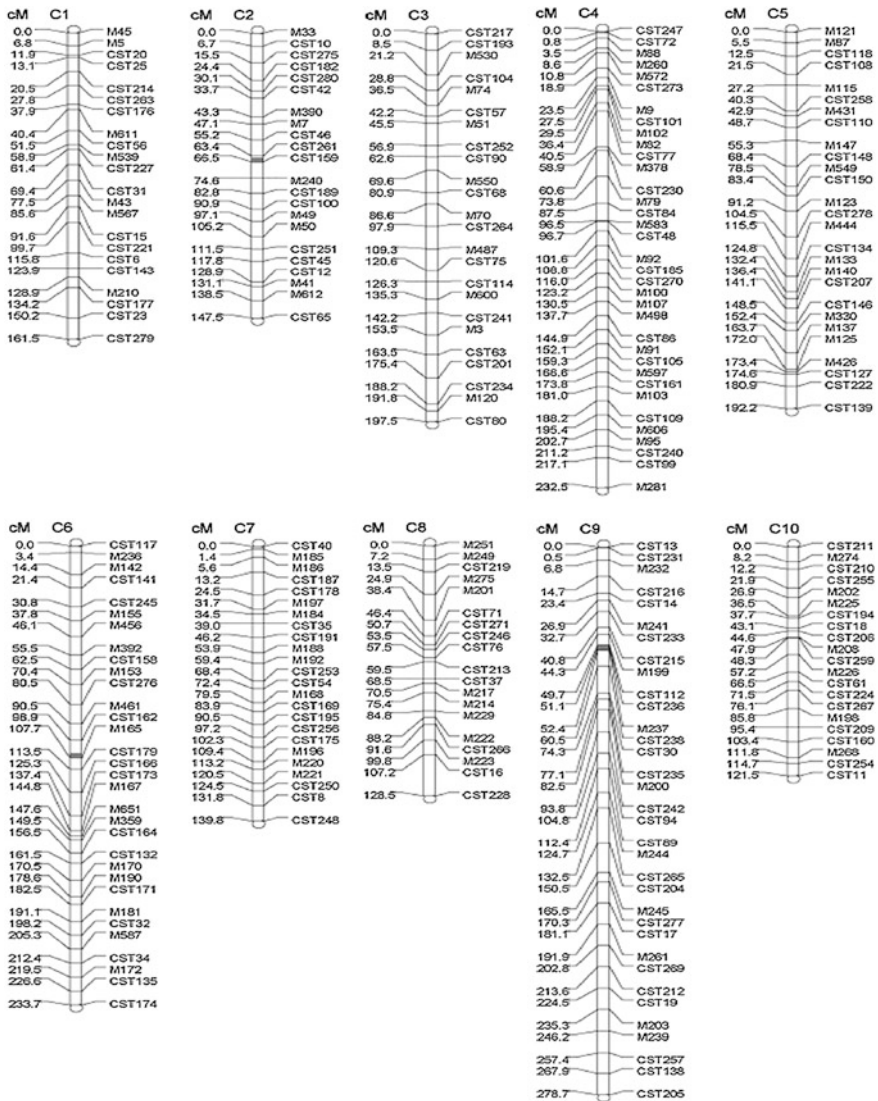 cM C1
0.0 M45
6.8 M5
11.9 CST20
13.1 CST25
20.5 CST214
27.8 CST263
37.9 CST176
40.4 M611
51.5 CST56
58.9 M539
61.4 CST227
69.4 CST31
77.5 M43
85.6 M567
91.6 CST15
99.7 CST221
115.8 CST6
123.9 CST143
128.9 M210
134.2 CST177
150.2 CST23
161.5 CST279
cM C2
0.0 M33
6.7 CST10
15.5 CST275
24.4 CST182
30.1 CST280
33.7 CST42
43.3 M390
47.1 M7
55.2 CST46
63.4 CST261
66.5 CST159
74.6 M240
82.8 CST189
90.9 CST100
97.1 M49
105.2 M50
111.5 CST251
117.8 CST45
128.9 CST12
131.1 M41
138.5 M612
147.5 CST65
cM C3
0.0 CST217
8.5 CST193
21.2 M530
28.8 CST104
36.5 M74
42.2 CST57
45.5 M51
56.9 CST252
62.6 CST90
69.6 M550
80.9 CST68
86.6 M70
97.9 CST264
109.3 M487
120.6 CST75
126.3 CST114
135.3 M600
142.2 CST241
153.5 M3
163.5 CST63
175.4 CST201
188.2 CST234
191.8 M120
197.5 CST80
cM C4
0.0 CST247
0.8 CST72
3.5 M88
8.6 M260
10.8 M572
18.9 CST273
23.5 M9
27.5 CST101
29.5 M102
36.4 M82
40.5 CST77
58.9 M378
60.6 CST230
73.8 M79
87.5 CST84
96.5 M583
96.7 CST48
101.6 M92
108.8 CST185
116.0 CST270
123.2 M100
130.5 M107
137.7 M498
144.9 CST86
152.1 M91
159.3 CST105
166.6 M597
173.8 CST161
181.0 M103
188.2 CST109
195.4 M606
202.7 M95
211.2 CST240
217.1 CST99
232.5 M281
cM C5
0.0 M121
5.5 M87
12.5 CST118
21.5 CST108
27.2 M115
40.3 CST258
42.9 M431
48.7 CST110
55.3 M147
68.4 CST148
78.5 M549
83.4 CST150
91.2 M123
104.5 CST278
115.5 M444
124.8 CST134
132.4 M133
136.4 M140
141.1 CST207
148.5 CST146
152.4 M330
163.7 M137
172.0 M125
173.4 M426
174.6 CST127
180.9 CST222
192.2 CST139
cM C6
0.0 CST117
3.4 M236
14.4 M142
21.4 CST141
30.8 CST245
37.8 M155
46.1 M456
55.5 M392
62.5 CST158
70.4 M153
80.5 CST276
90.5 M461
98.9 CST162
107.7 M165
113.5 CST179
125.3 CST166
137.4 CST173
144.8 M167
147.6 M651
149.5 M359
156.5 CST164
161.5 CST132
170.5 M170
178.6 M190
182.5 CST171
191.1 M181
198.2 CST32
205.3 M587
212.4 CST34
219.5 M172
226.6 CST135
233.7 CST174
cM C7
0.0 CST40
1.4 M185
5.6 M186
13.2 CST187
24.5 CST178
31.7 M197
34.5 M184
39.0 CST35
46.2 CST191
53.9 M188
59.4 M192
68.4 CST253
72.4 CST54
79.5 M168
83.9 CST169
90.5 CST195
97.2 CST256
102.3 CST175
109.4 M196
113.2 M220
120.5 M221
124.5 CST250
131.8 CST8
139.8 CST248
cM C8
0.0 M251
7.2 M249
13.5 CST219
24.9 M275
38.4 M201
46.4 CST71
50.7 CST271
53.5 CST246
57.5 CST76
59.5 CST213
68.5 CST37
70.5 M217
75.4 M214
84.8 M229
88.2 M222
91.6 CST266
99.8 M223
107.2 CST16
128.5 CST228
cM C9
0.0 CST13
0.5 CST231
6.8 M232
14.7 CST216
23.4 CST14
26.9 M241
32.7 CST233
40.8 CST215
44.3 M199
49.7 CST112
51.1 CST236
52.4 M237
60.5 CST238
74.3 CST30
77.1 CST235
82.5 M200
93.8 CST242
104.8 CST94
112.4 CST89
124.7 M244
132.5 CST265
150.5 CST204
165.5 M245
170.3 CST277
181.1 CST17
191.9 M261
202.8 CST269
213.6 CST212
224.5 CST19
235.3 M203
246.2 M239
257.4 CST257
267.9 CST138
278.7 CST205
cM C10
0.0 CST211
8.2 M274
12.2 CST210
21.9 CST255
26.9 M202
36.5 M225
37.7 CST194
43.1 CST18
44.6 CST206
47.9 M208
48.3 CST259
57.2 M226
66.5 CST61
71.5 CST224
76.1 CST267
85.8 M198
95.4 CST209
103.4 CST160
111.8 M268
114.7 CST254
121.5 CST11